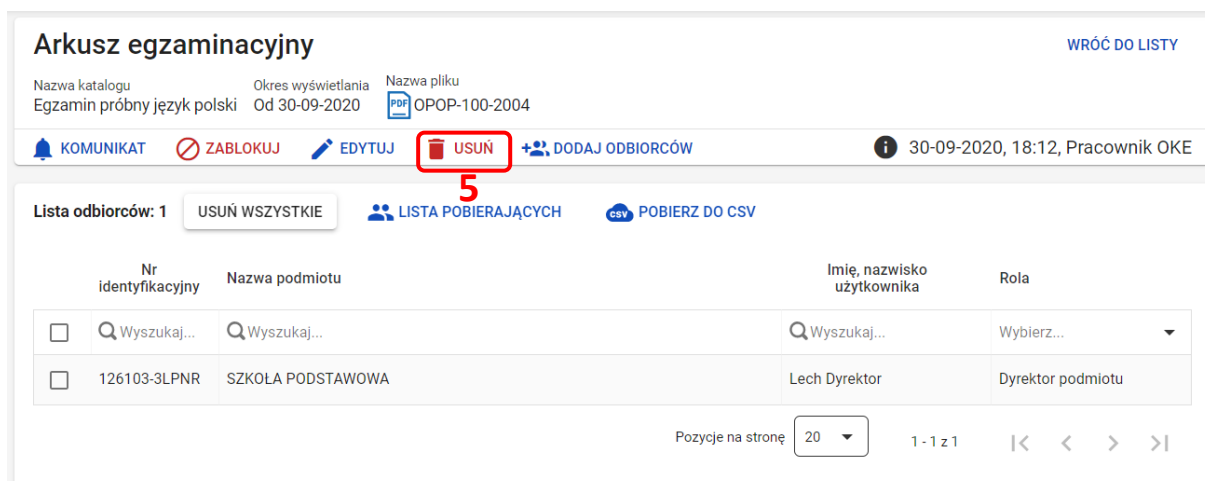 Arkusz egzaminacyjny
WRÓĆ DO LISTY
Nazwa katalogu Okres wyświetlania Nazwa pliku
Egzamin próbny język polski Od 30-09-2020 PDF OPOP-100-2004
KOMUNIKAT ZABLOKUJ EDYTUJ USUŃ DODAJ ODBIORCÓW 30-09-2020, 18:12, Pracownik OKE
5
Lista odbiorców: 1 USUŃ WSZYSTKIE LISTA POBIERAJĄCYCH CSV POBIERZ DO CSV
Nr identyfikacyjny Nazwa podmiotu Imię, nazwisko użytkownika Rola
Wyszukaj... Wyszukaj... Wyszukaj... Wybierz...
126103-3LPNR SZKOŁA PODSTAWOWA Lech Dyrektor Dyrektor podmiotu
Pozycje na stronę 20 1 - 1 z 1